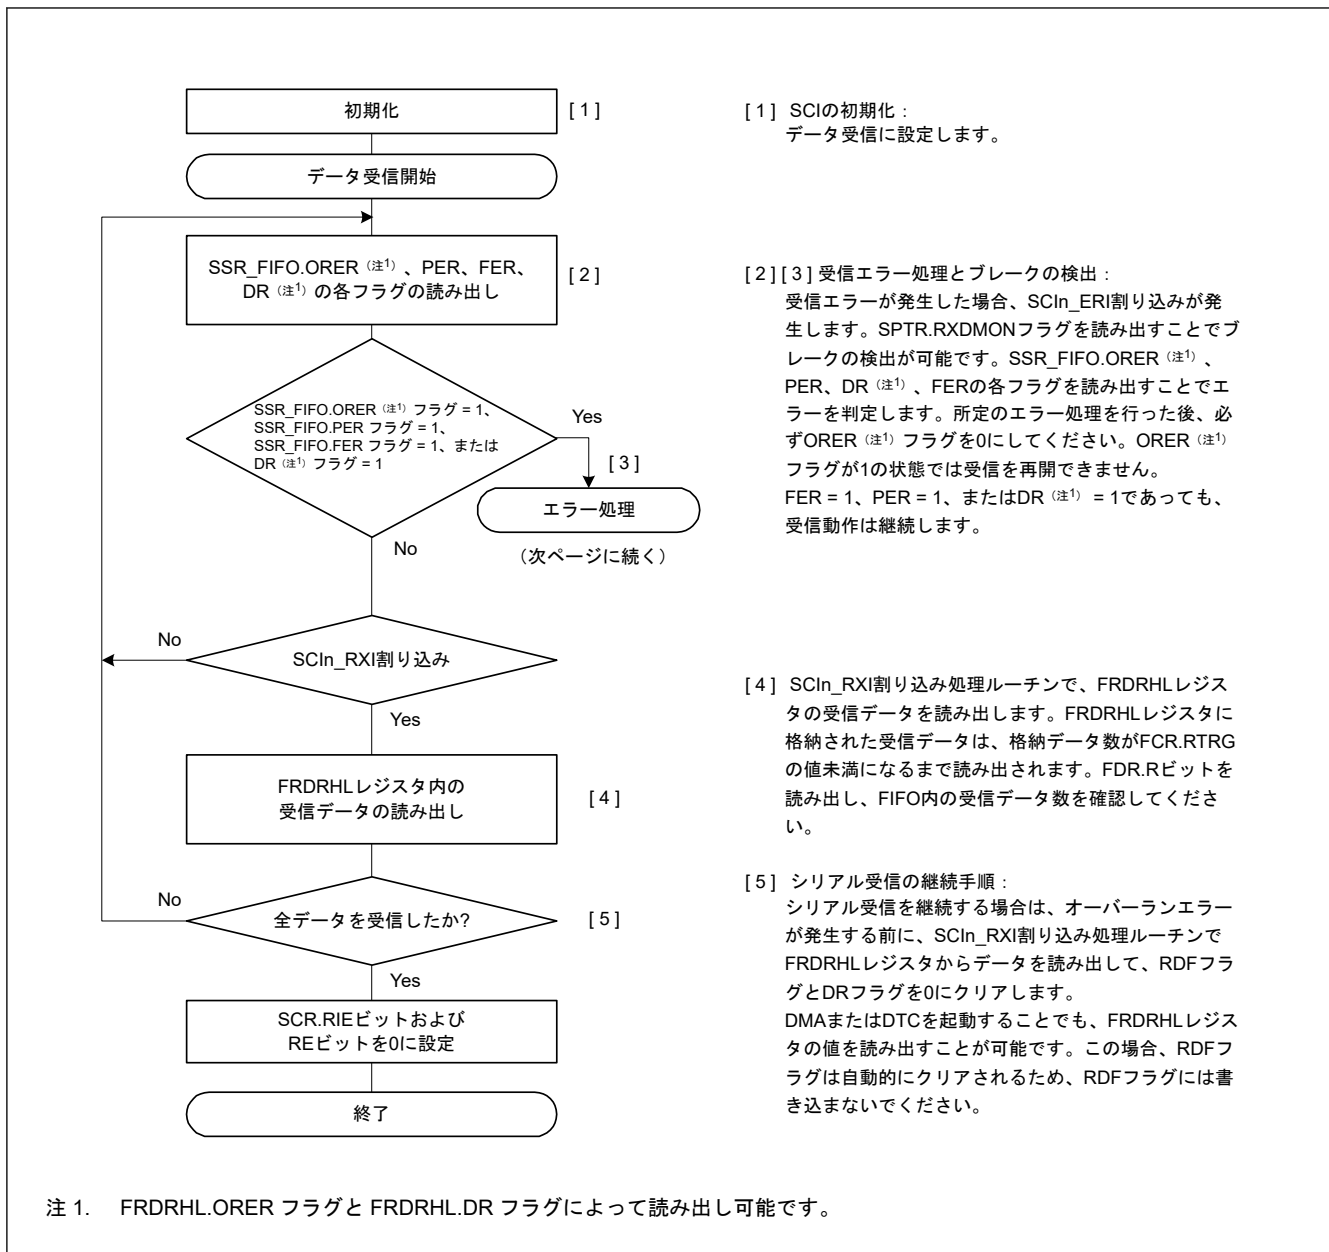 初期化
[ 1 ]
データ受信開始
SSR_FIFO.ORER（注1）、PER、FER、
DR（注1）の各フラグの読み出し
[ 2 ]
SSR_FIFO.ORER（注1）フラグ = 1、
SSR_FIFO.PER フラグ = 1、
SSR_FIFO.FER フラグ = 1、または
DR（注1）フラグ = 1
Yes
[ 3 ]
エラー処理
（次ページに続く）
No
No
SCIn_RXI割り込み
Yes
FRDRHLレジスタ内の
受信データの読み出し
[ 4 ]
No
全データを受信したか?
[ 5 ]
Yes
SCR.RIEビットおよび
REビットを0に設定
終了
[ 1 ] SCIの初期化：
データ受信に設定します。
[ 2 ] [ 3 ] 受信エラー処理とブレークの検出：
受信エラーが発生した場合、SCIn_ERI割り込みが発
生します。SPTR.RXDMONフラグを読み出すことでブ
レークの検出が可能です。SSR_FIFO.ORER（注1）、
PER、DR（注1）、FERの各フラグを読み出すことでエ
ラーを判定します。所定のエラー処理を行った後、必
ずORER（注1）フラグを0にしてください。ORER（注1）
フラグが1の状態では受信を再開できません。
FER = 1、PER = 1、またはDR（注1） = 1であっても、
受信動作は継続します。
[ 4 ] SCIn_RXI割り込み処理ルーチンで、FRDRHLレジス
タの受信データを読み出します。FRDRHLレジスタに
格納された受信データは、格納データ数がFCR.RTRG
の値未満になるまで読み出されます。FDR.Rビットを
読み出し、FIFO内の受信データ数を確認してくださ
い。
[ 5 ] シリアル受信の継続手順：
シリアル受信を継続する場合は、オーバーランエラー
が発生する前に、SCIn_RXI割り込み処理ルーチンで
FRDRHLレジスタからデータを読み出して、RDFフラ
グとDRフラグを0にクリアします。
DMAまたはDTCを起動することでも、FRDRHLレジス
タの値を読み出すことが可能です。この場合、RDFフ
ラグは自動的にクリアされるため、RDFフラグには書
き込まないでください。
注 1. FRDRHL.ORER フラグと FRDRHL.DR フラグによって読み出し可能です。